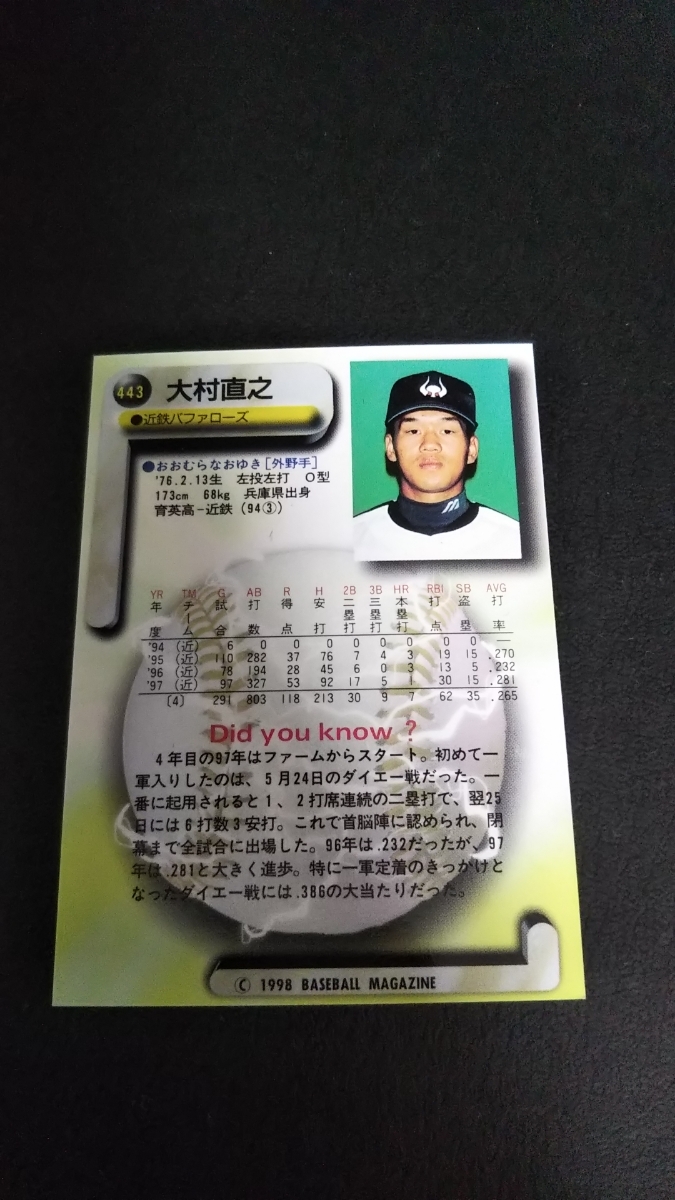 443 大村直之
●近鉄バファローズ
●おおむらなおゆき［外野手］
'76.2.13生 左投左打 O型
173cm 68kg 兵庫県出身
育英高－近鉄（94③）
YR TM G AB R H 2B 3B HR RBI SB AVG
年度 チーム 試合 打数 得点 安打 二塁打 三塁打 本塁打 打点 盗塁 打率
'94 （近） 6 0 0 0 0 0 0 0 0 —
'95 （近） 110 282 37 76 7 4 3 19 15 .270
'96 （近） 78 194 28 45 6 0 3 13 5 .232
'97 （近） 97 327 53 92 17 5 1 30 15 .281
〔4〕 291 803 118 213 30 9 7 62 35 .265
Did you know ?
4年目の97年はファームからスタート。初めて一
軍入りしたのは、5月24日のダイエー戦だった。一
番に起用されると1、2打席連続の二塁打で、翌25
日には6打数3安打。これで首脳陣に認められ、閉
幕まで全試合に出場した。96年は.232だったが、97
年は.281と大きく進歩。特に一軍定着のきっかけと
なったダイエー戦には.386の大当たりだった。
Ⓒ 1998 BASEBALL MAGAZINE